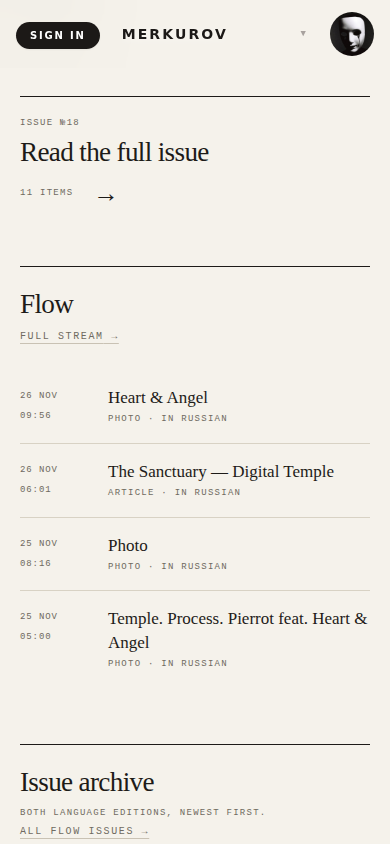 SIGN IN
MERKUROV
▼
ISSUE №18
Read the full issue
11 ITEMS →
Flow
FULL STREAM →
26 NOV
09:56
Heart & Angel
PHOTO · IN RUSSIAN
26 NOV
06:01
The Sanctuary — Digital Temple
ARTICLE · IN RUSSIAN
25 NOV
08:16
Photo
PHOTO · IN RUSSIAN
25 NOV
05:00
Temple. Process. Pierrot feat. Heart &
Angel
PHOTO · IN RUSSIAN
Issue archive
BOTH LANGUAGE EDITIONS, NEWEST FIRST.
ALL FLOW ISSUES →